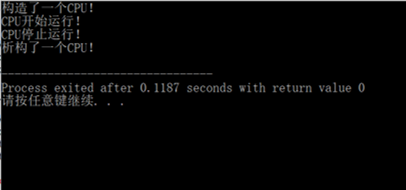 构造了一个CPU!
CPU开始运行!
CPU停止运行!
析构了一个CPU!
--------------------------------
Process exited after 0.1187 seconds with return value 0
请按任意键继续. . .